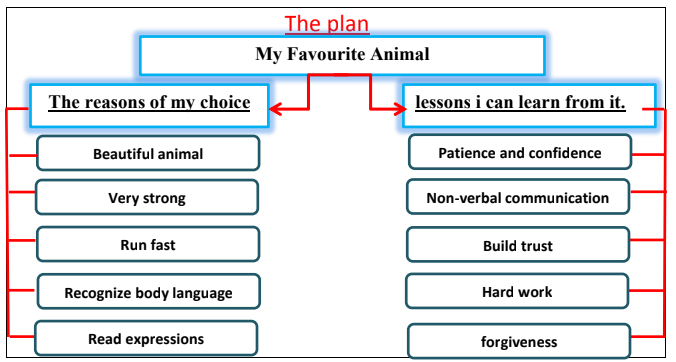 The plan
My Favourite Animal
The reasons of my choice
Beautiful animal
Very strong
Run fast
Recognize body language
Read expressions
lessons i can learn from it.
Patience and confidence
Non-verbal communication
Build trust
Hard work
forgiveness